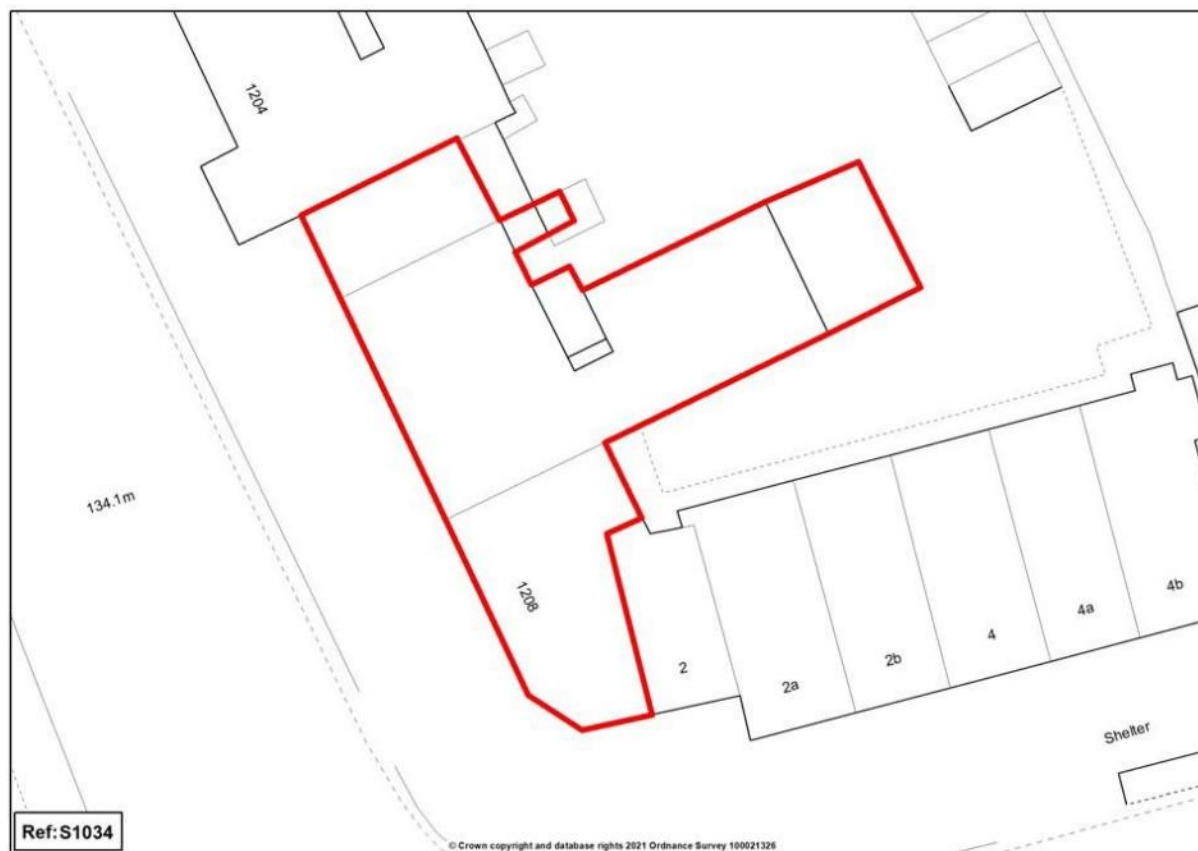 1204
134.1m
1208
2
2a
2b
4
4a
4b
Shelter
Ref:S1034
© Crown copyright and database rights 2021 Ordnance Survey 100021326